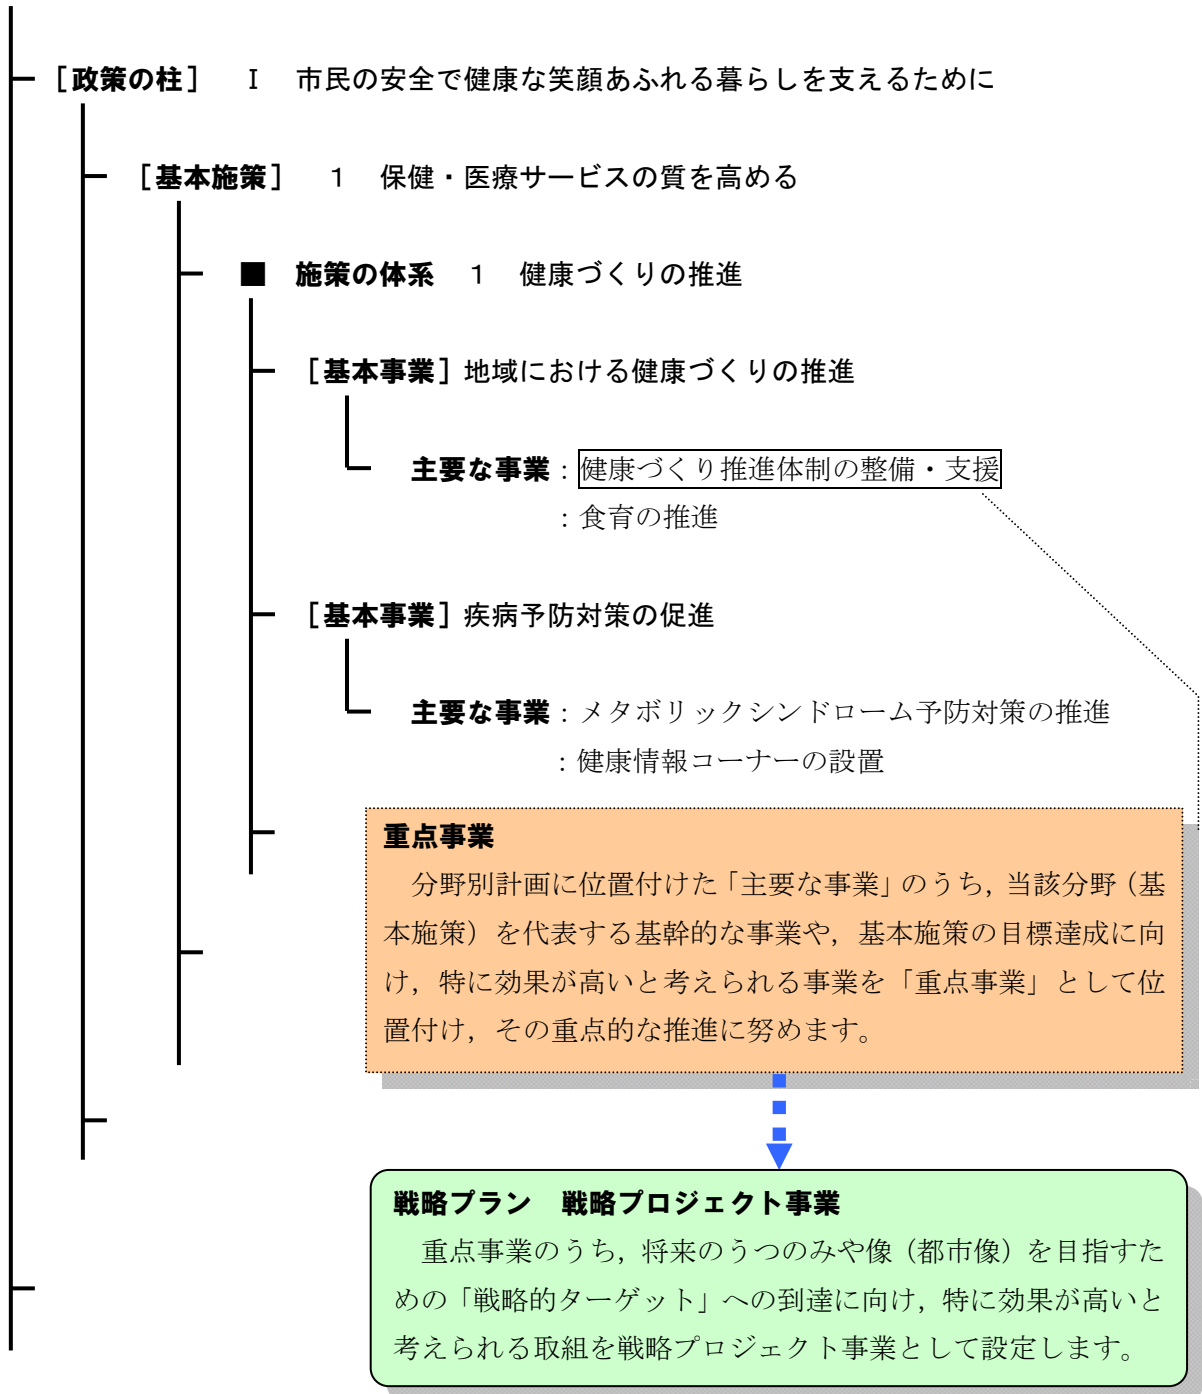 ［政策の柱］　Ⅰ　市民の安全で健康な笑顔あふれる暮らしを支えるために
［基本施策］　１　保健・医療サービスの質を高める
■　施策の体系　１　健康づくりの推進
［基本事業］地域における健康づくりの推進
主要な事業：健康づくり推進体制の整備・支援
：食育の推進
［基本事業］疾病予防対策の促進
主要な事業：メタボリックシンドローム予防対策の推進
：健康情報コーナーの設置
重点事業
分野別計画に位置付けた「主要な事業」のうち，当該分野（基
本施策）を代表する基幹的な事業や，基本施策の目標達成に向
け，特に効果が高いと考えられる事業を「重点事業」として位
置付け，その重点的な推進に努めます。
戦略プラン　戦略プロジェクト事業
重点事業のうち，将来のうつのみや像（都市像）を目指すた
めの「戦略的ターゲット」への到達に向け，特に効果が高いと
考えられる取組を戦略プロジェクト事業として設定します。